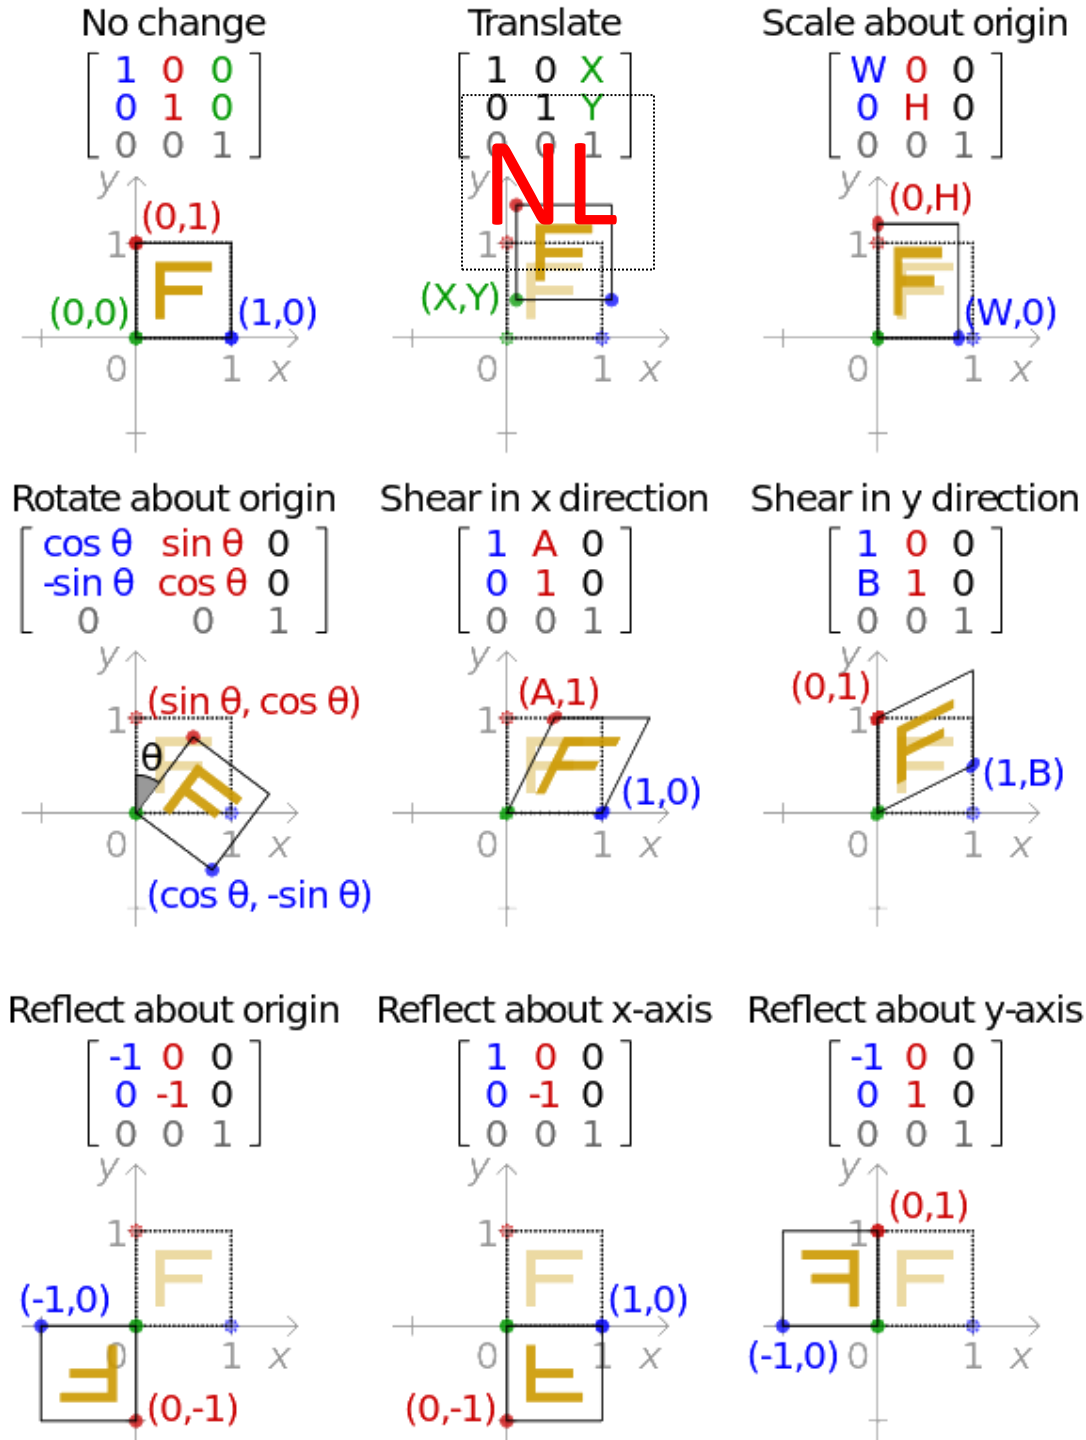 No change
Translate
Scale about origin
1 0 0
0 1 0
0 0 1
1 0 X
0 1 Y
0 0 1
NL
W 0 0
0 H 0
0 0 1
y
(0,1)
1
(0,0)
(1,0)
0
1
x
y
1
(X,Y)
F
F
F
0
1
x
y
(0,H)
1
F
F
(W,0)
0
1
x
Rotate about origin
Shear in x direction
Shear in y direction
cos θ sin θ 0
-sin θ cos θ 0
0 0 1
1 A 0
0 1 0
0 0 1
1 0 0
B 1 0
0 0 1
y
(sin θ, cos θ)
1
θ
F
F
0
1
x
(cos θ, -sin θ)
y
(A,1)
1
F
F
(1,0)
0
1
x
y
(0,1)
1
F
F
(1,B)
0
1
x
Reflect about origin
Reflect about x-axis
Reflect about y-axis
-1 0 0
0 -1 0
0 0 1
1 0 0
0 -1 0
0 0 1
-1 0 0
0 1 0
0 0 1
y
1
F
(-1,0)
0
1
x
F
(0,-1)
y
1
F
(1,0)
0
1
x
F
(0,-1)
y
(0,1)
1
F
F
(-1,0)
0
1
x